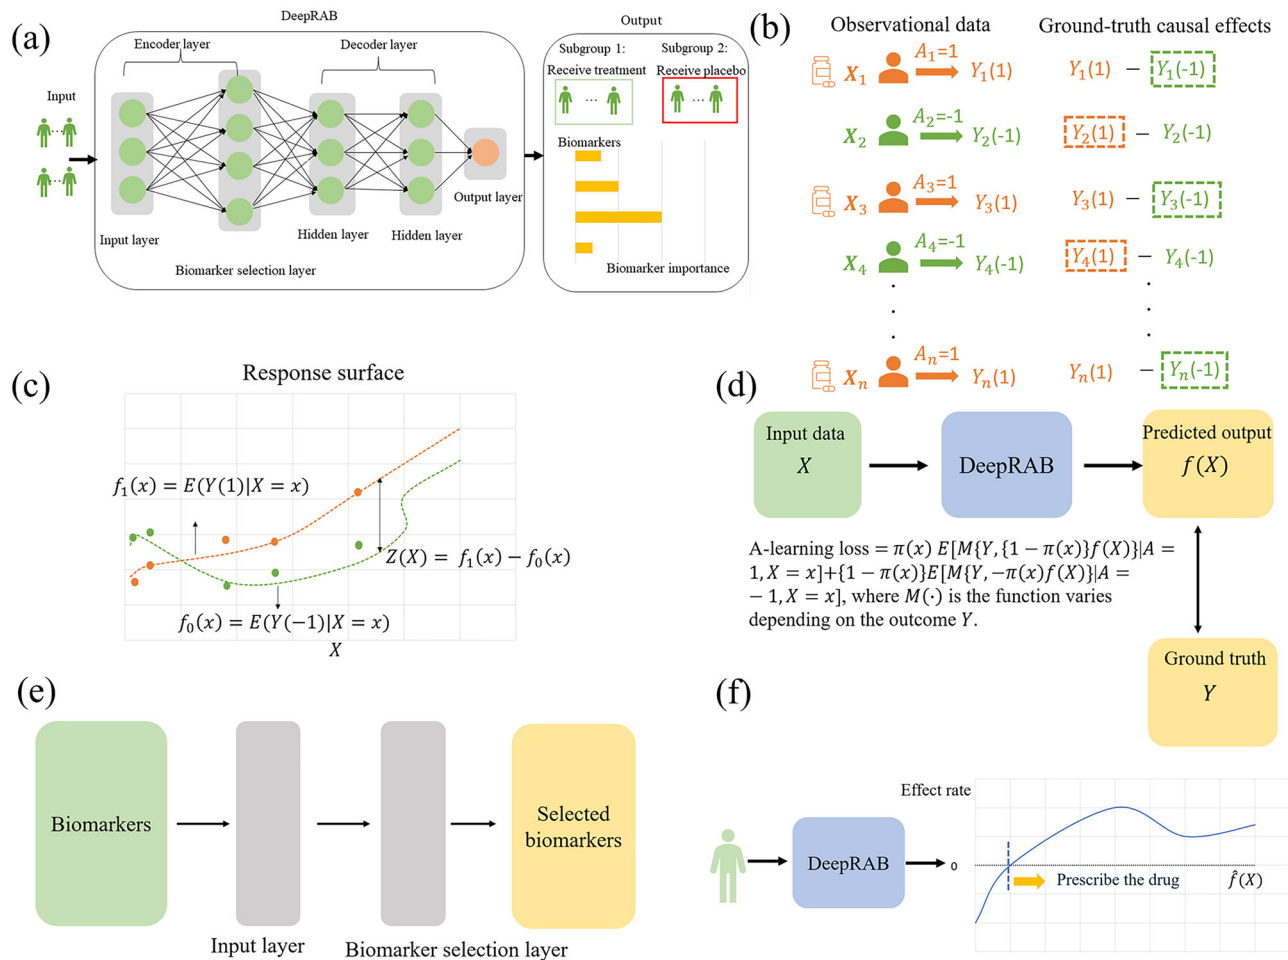 (a)
DeepRAB
Encoder layer
Decoder layer
Input
Input layer
Biomarker selection layer
Hidden layer
Hidden layer
Output layer
Output
Subgroup 1:
Receive treatment
Subgroup 2:
Receive placebo
...
...
Biomarkers
Biomarker importance
(b)
Observational data
Ground-truth causal effects
X₁ A₁=1 Y₁(1) Y₁(1) − Y₁(-1)
X₂ A₂=-1 Y₂(-1) Y₂(1) − Y₂(-1)
X₃ A₃=1 Y₃(1) Y₃(1) − Y₃(-1)
X₄ A₄=-1 Y₄(-1) Y₄(1) − Y₄(-1)
Xₙ Aₙ=1 Yₙ(1) Yₙ(1) − Yₙ(-1)
(c)
Response surface
f₁(x) = E(Y(1)|X = x)
Z(X) = f₁(x) − f₀(x)
f₀(x) = E(Y(−1)|X = x)
X
(d)
Input data
X
DeepRAB
Predicted output
f(X)
A-learning loss = π(x) E[M{Y, {1 − π(x)}f(X)}|A =
1, X = x]+{1 − π(x)}E[M{Y, −π(x)f(X)}|A =
− 1, X = x], where M(·) is the function varies
depending on the outcome Y.
Ground truth
Y
(e)
Biomarkers
Input layer
Biomarker selection layer
Selected
biomarkers
(f)
DeepRAB
Effect rate
0
Prescribe the drug
f̂(X)